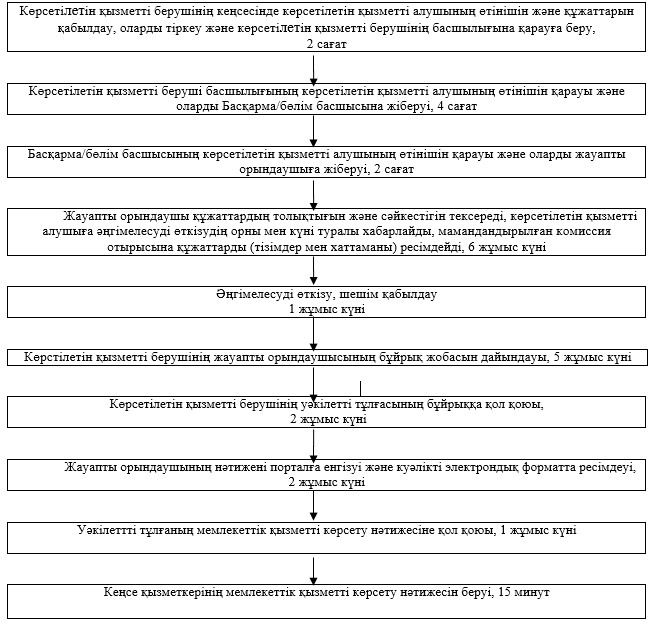 Көрсетілетін қызметті берушінің кеңсесінде көрсетілетін қызметті алушының өтінішін және құжаттарын
қабылдау, оларды тіркеу және көрсетілетін қызметті берушінің басшылығына қарауға беру,
2 сағат
Көрсетілетін қызметті беруші басшылығының көрсетілетін қызметті алушының өтінішін қарауы және
оларды Басқарма/бөлім басшысына жіберуі, 4 сағат
Басқарма/бөлім басшысының көрсетілетін қызметті алушының өтінішін қарауы және оларды жауапты
орындаушыға жіберуі, 2 сағат
Жауапты орындаушы құжаттардың толықтығын және сәйкестігін тексереді, көрсетілетін қызметті
алушыға әңгімелесуді өткізудің орны мен күні туралы хабарлайды, мамандандырылған комиссия
отырысына құжаттарды (тізімдер мен хаттаманы) ресімдейді, 6 жұмыс күні
Әңгімелесуді өткізу, шешім қабылдау
1 жұмыс күні
Көрстілетін қызметті берушінің жауапты орындаушысының бұйрық жобасын дайындауы, 5 жұмыс күні
Көрсетілетін қызметті берушінің уәкілетті тұлғасының бұйрыққа қол қоюы,
2 жұмыс күні
Жауапты орындаушының нәтижені порталға енгізуі және куәлікті электрондық форматта ресімдеуі,
2 жұмыс күні
Уәкілеттті тұлғаның мемлекеттік қызметті көрсету нәтижесіне қол қоюы, 1 жұмыс күні
Кеңсе қызметкерінің мемлекеттік қызметті көрсету нәтижесін беруі, 15 минут